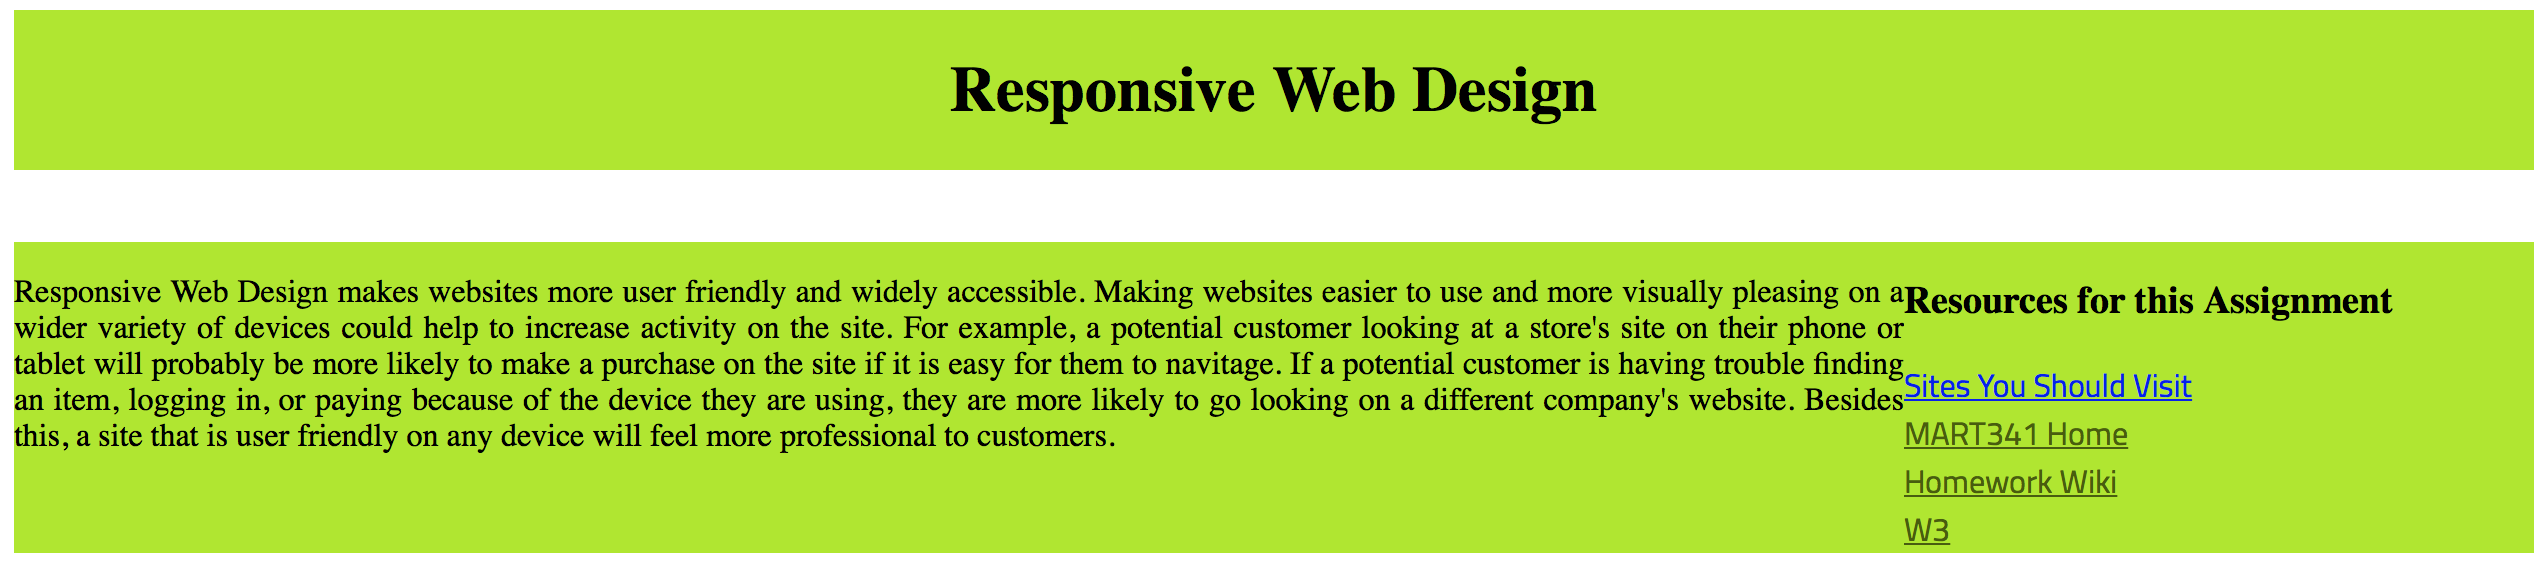 Responsive Web Design
Responsive Web Design makes websites more user friendly and widely accessible. Making websites easier to use and more visually pleasing on a
wider variety of devices could help to increase activity on the site. For example, a potential customer looking at a store's site on their phone or
tablet will probably be more likely to make a purchase on the site if it is easy for them to navitage. If a potential customer is having trouble finding
an item, logging in, or paying because of the device they are using, they are more likely to go looking on a different company's website. Besides
this, a site that is user friendly on any device will feel more professional to customers.
Resources for this Assignment
Sites You Should Visit
MART341 Home
Homework Wiki
W3